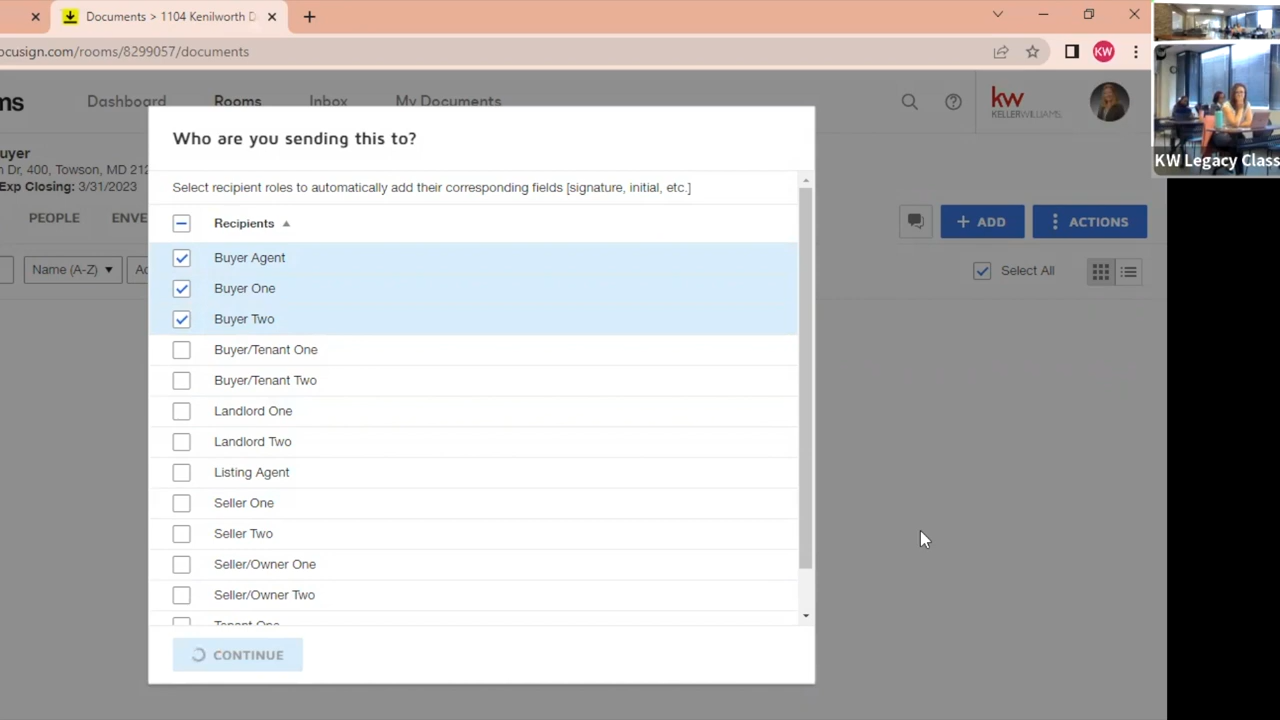 Documents > 1104 Kenilworth D
ocusign.com/rooms/8299057/documents
KW
ms
Dashboard
Rooms
Inbox
My Documents
kw
KELLERWILLIAMS.
uyer
n Dr, 400, Towson, MD 212
Exp Closing: 3/31/2023
PEOPLE
ENVE
+ ADD
ACTIONS
Name (A-Z)
Select All
Who are you sending this to?
Select recipient roles to automatically add their corresponding fields [signature, initial, etc.]
Recipients
Buyer Agent
Buyer One
Buyer Two
Buyer/Tenant One
Buyer/Tenant Two
Landlord One
Landlord Two
Listing Agent
Seller One
Seller Two
Seller/Owner One
Seller/Owner Two
Tenant One
CONTINUE
KW Legacy Class